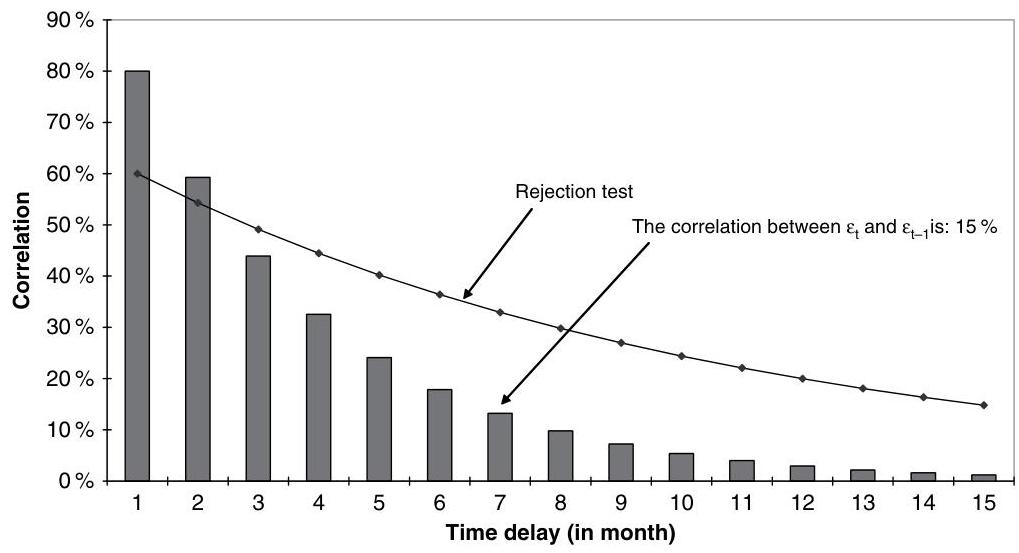 90 %
80 %
70 %
60 %
50 %
40 %
30 %
20 %
10 %
0 %
Correlation
Rejection test
The correlation between εt and εt–1is: 15 %
1 2 3 4 5 6 7 8 9 10 11 12 13 14 15
Time delay (in month)